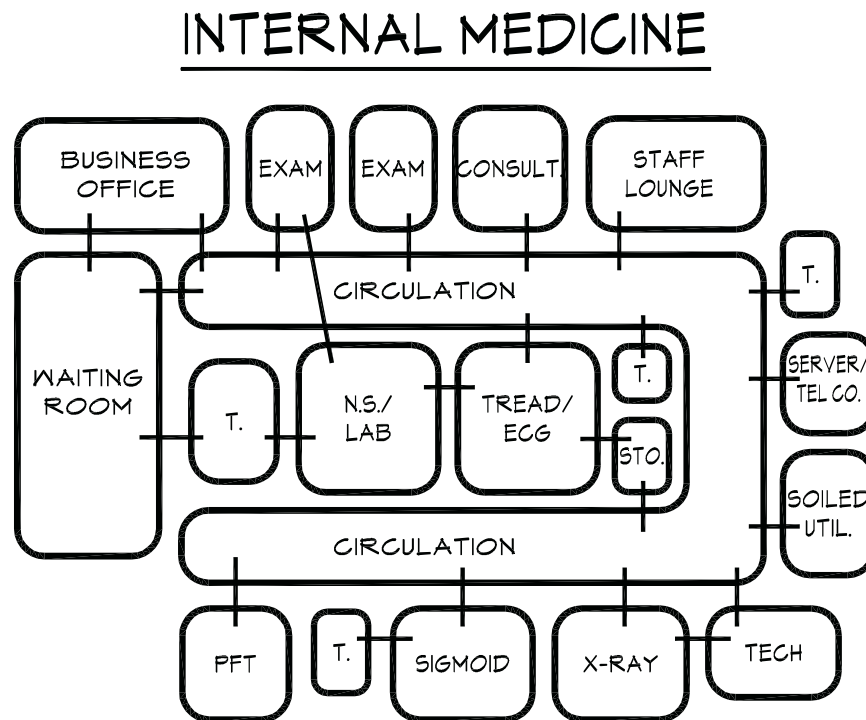 INTERNAL MEDICINE
BUSINESS
OFFICE
EXAM
EXAM
CONSULT.
STAFF
LOUNGE
CIRCULATION
T.
WAITING
ROOM
T.
N.S./
LAB
TREAD/
ECG
T.
STO.
SERVER/
TEL CO.
SOILED
UTIL.
CIRCULATION
PFT
T.
SIGMOID
X-RAY
TECH